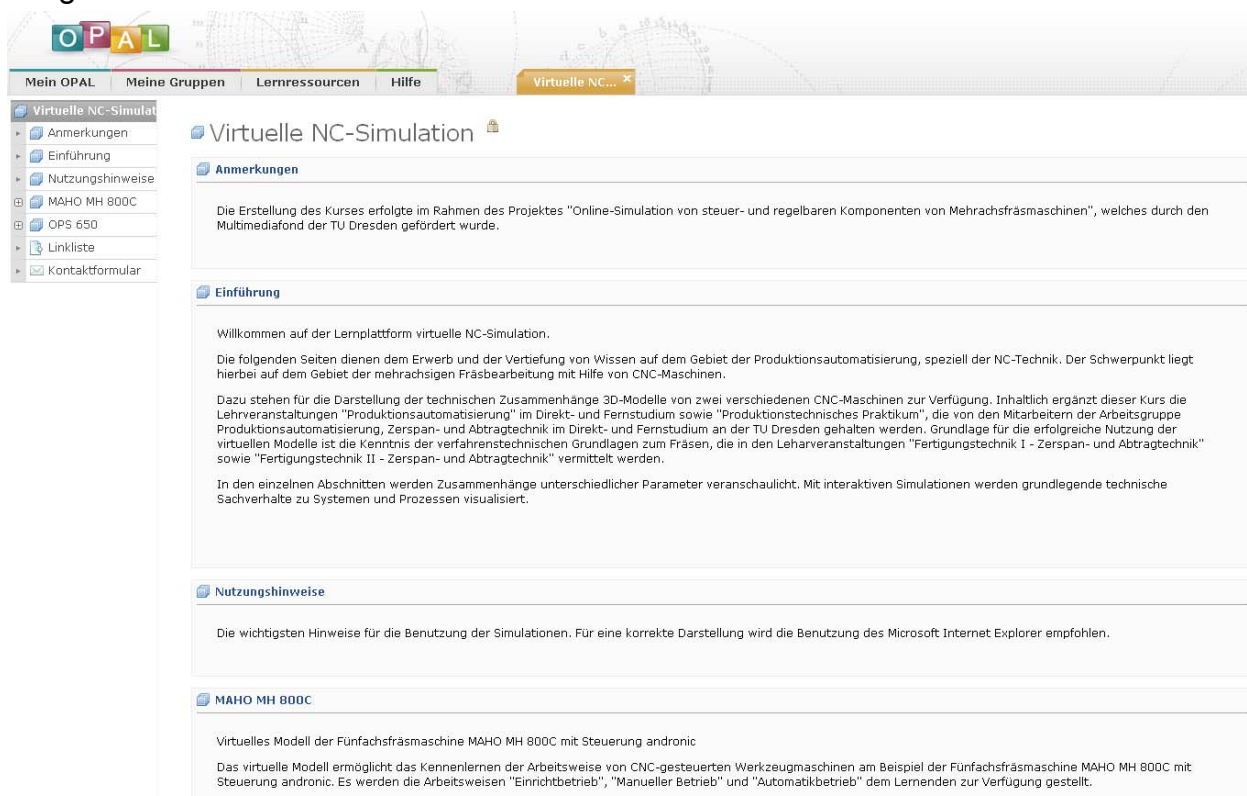 OPAL
Mein OPAL Meine Gruppen Lernressourcen Hilfe Virtuelle NC... ×
Virtuelle NC-Simulat
Anmerkungen
Einführung
Nutzungshinweise
MAHO MH 800C
OPS 650
Linkliste
Kontaktformular
Virtuelle NC-Simulation
Anmerkungen
Die Erstellung des Kurses erfolgte im Rahmen des Projektes "Online-Simulation von steuer- und regelbaren Komponenten von Mehrachsfräsmaschinen", welches durch den
Multimediafond der TU Dresden gefördert wurde.
Einführung
Willkommen auf der Lernplattform virtuelle NC-Simulation.
Die folgenden Seiten dienen dem Erwerb und der Vertiefung von Wissen auf dem Gebiet der Produktionsautomatisierung, speziell der NC-Technik. Der Schwerpunkt liegt
hierbei auf dem Gebiet der mehrachsigen Fräsbearbeitung mit Hilfe von CNC-Maschinen.
Dazu stehen für die Darstellung der technischen Zusammenhänge 3D-Modelle von zwei verschiedenen CNC-Maschinen zur Verfügung. Inhaltlich ergänzt dieser Kurs die
Lehrveranstaltungen "Produktionsautomatisierung" im Direkt- und Fernstudium sowie "Produktionstechnisches Praktikum", die von den Mitarbeitern der Arbeitsgruppe
Produktionsautomatisierung, Zerspan- und Abtragtechnik im Direkt- und Fernstudium an der TU Dresden gehalten werden. Grundlage für die erfolgreiche Nutzung der
virtuellen Modelle ist die Kenntnis der verfahrenstechnischen Grundlagen zum Fräsen, die in den Leharveranstaltungen "Fertigungstechnik I - Zerspan- und Abtragtechnik"
sowie "Fertigungstechnik II - Zerspan- und Abtragtechnik" vermittelt werden.
In den einzelnen Abschnitten werden Zusammenhänge unterschiedlicher Parameter veranschaulicht. Mit interaktiven Simulationen werden grundlegende technische
Sachverhalte zu Systemen und Prozessen visualisiert.
Nutzungshinweise
Die wichtigsten Hinweise für die Benutzung der Simulationen. Für eine korrekte Darstellung wird die Benutzung des Microsoft Internet Explorer empfohlen.
MAHO MH 800C
Virtuelles Modell der Fünfachsfräsmaschine MAHO MH 800C mit Steuerung andronic
Das virtuelle Modell ermöglicht das Kennenlernen der Arbeitsweise von CNC-gesteuerten Werkzeugmaschinen am Beispiel der Fünfachsfräsmaschine MAHO MH 800C mit
Steuerung andronic. Es werden die Arbeitsweisen "Einrichtbetrieb", "Manueller Betrieb" und "Automatikbetrieb" dem Lernenden zur Verfügung gestellt.